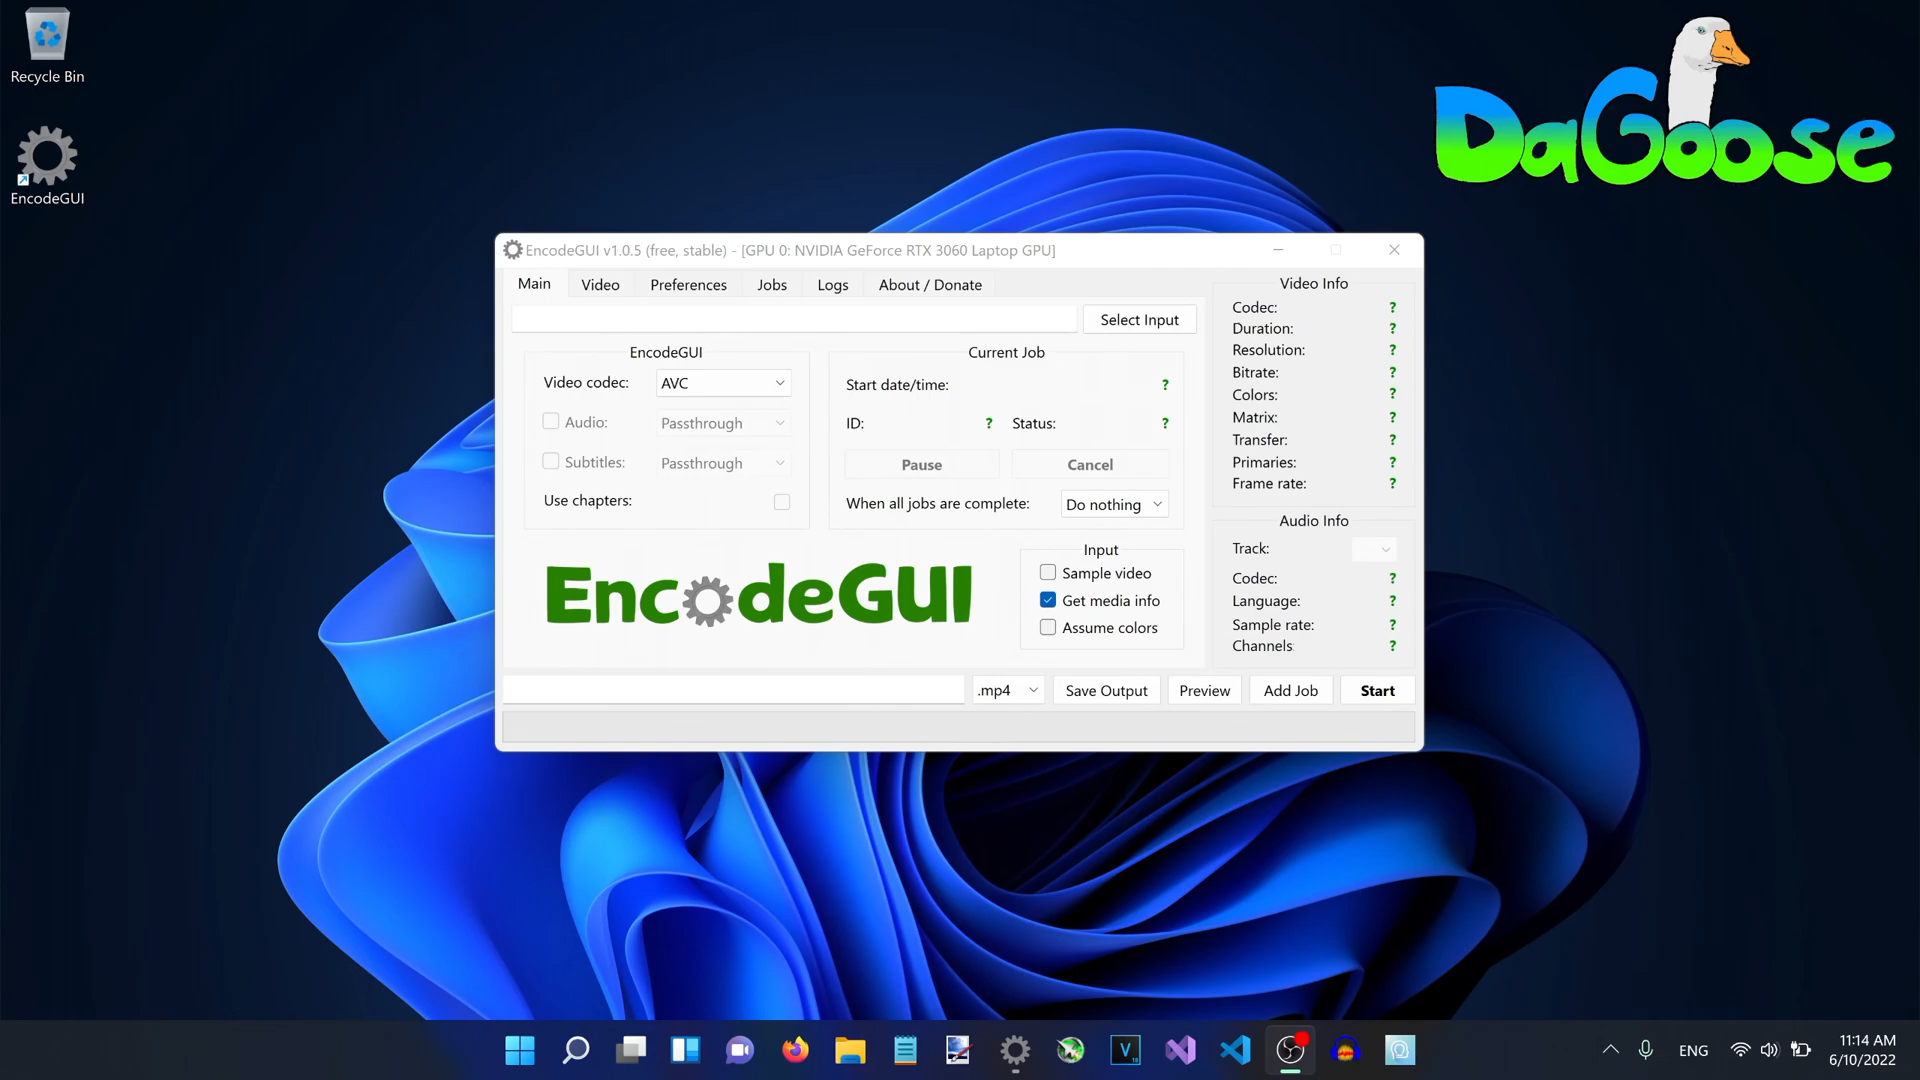 Recycle Bin
EncodeGUI
DaGoose
EncodeGUI v1.0.5 (free, stable) - [GPU 0: NVIDIA GeForce RTX 3060 Laptop GPU]
Main
Video
Preferences
Jobs
Logs
About / Donate
Select Input
EncodeGUI
Video codec:
AVC
Audio:
Passthrough
Subtitles:
Passthrough
Use chapters:
Current Job
Start date/time:
?
ID:
?
Status:
?
Pause
Cancel
When all jobs are complete:
Do nothing
EncodeGUI
Input
Sample video
Get media info
Assume colors
Video Info
Codec:
?
Duration:
?
Resolution:
?
Bitrate:
?
Colors:
?
Matrix:
?
Transfer:
?
Primaries:
?
Frame rate:
?
Audio Info
Track:
Codec:
?
Language:
?
Sample rate:
?
Channels:
?
.mp4
Save Output
Preview
Add Job
Start
V
18
ENG
11:14 AM
6/10/2022